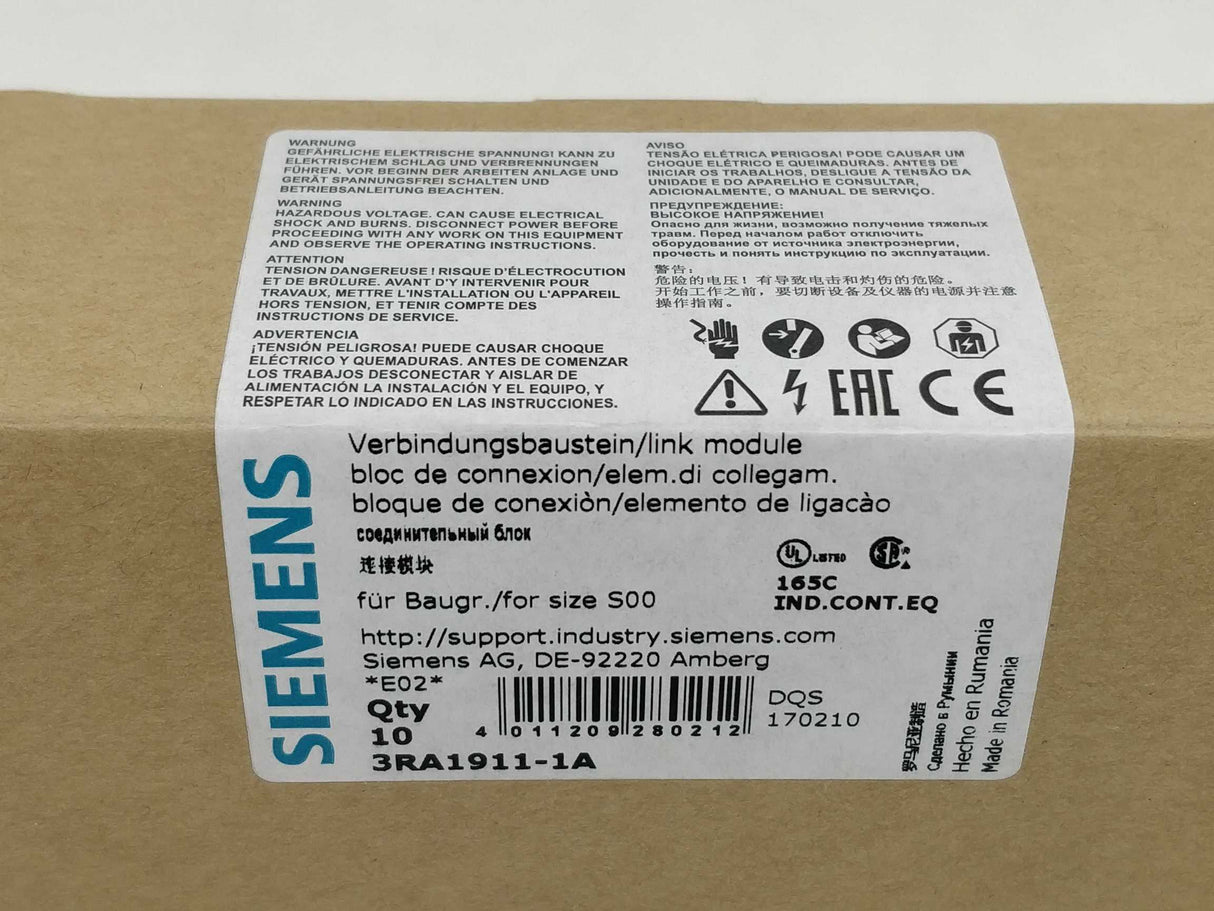 WARNUNG
GEFÄHRLICHE ELEKTRISCHE SPANNUNG! KANN ZU
ELEKTRISCHEM SCHLAG UND VERBRENNUNGEN
FÜHREN. VOR BEGINN DER ARBEITEN ANLAGE UND
GERÄT SPANNUNGSFREI SCHALTEN UND
BETRIEBSANLEITUNG BEACHTEN.
WARNING
HAZARDOUS VOLTAGE. CAN CAUSE ELECTRICAL
SHOCK AND BURNS. DISCONNECT POWER BEFORE
PROCEEDING WITH ANY WORK ON THIS EQUIPMENT
AND OBSERVE THE OPERATING INSTRUCTIONS.
ATTENTION
TENSION DANGEREUSE ! RISQUE D'ÉLECTROCUTION
ET DE BRÛLURE. AVANT D'Y INTERVENIR POUR
TRAVAUX, METTRE L'INSTALLATION OU L'APPAREIL
HORS TENSION, ET TENIR COMPTE DES
INSTRUCTIONS DE SERVICE.
ADVERTENCIA
¡TENSIÓN PELIGROSA! PUEDE CAUSAR CHOQUE
ELÉCTRICO Y QUEMADURAS. ANTES DE COMENZAR
LOS TRABAJOS DESCONECTAR Y AISLAR DE
ALIMENTACIÓN LA INSTALACIÓN Y EL EQUIPO, Y
RESPETAR LO INDICADO EN LAS INSTRUCCIONES.
AVISO
TENSÃO ELÉTRICA PERIGOSA! PODE CAUSAR UM
CHOQUE ELÉTRICO E QUEIMADURAS. ANTES DE
INICIAR OS TRABALHOS, DESLIGUE A TENSÃO DA
UNIDADE E DO APARELHO E CONSULTAR,
ADICIONALMENTE, O MANUAL DE SERVIÇO.
ПРЕДУПРЕЖДЕНИЕ:
ВЫСОКОЕ НАПРЯЖЕНИЕ!
Опасно для жизни, возможно получение тяжелых
травм. Перед началом работ отключить
оборудование от источника электроэнергии,
прочесть и понять инструкцию по эксплуатации.
警告:
危险的电压! 有导致电击和灼伤的危险。
开始工作之前, 要切断设备及仪器的电源并注意
操作指南。
EAC CE
SIEMENS
Verbindungsbaustein/link module
bloc de connexion/elem.di collegam.
bloque de conexiòn/elemento de ligacào
соединительный блок
连接模块
für Baugr./for size S00
UL LISTED
165C
IND.CONT.EQ
http://support.industry.siemens.com
Siemens AG, DE-92220 Amberg
*E02*
Qty
10
4 011209 280212
DQS
170210
3RA1911-1A
罗马尼亚制造
Сделано в Румынии
Hecho en Rumania
Made in Romania